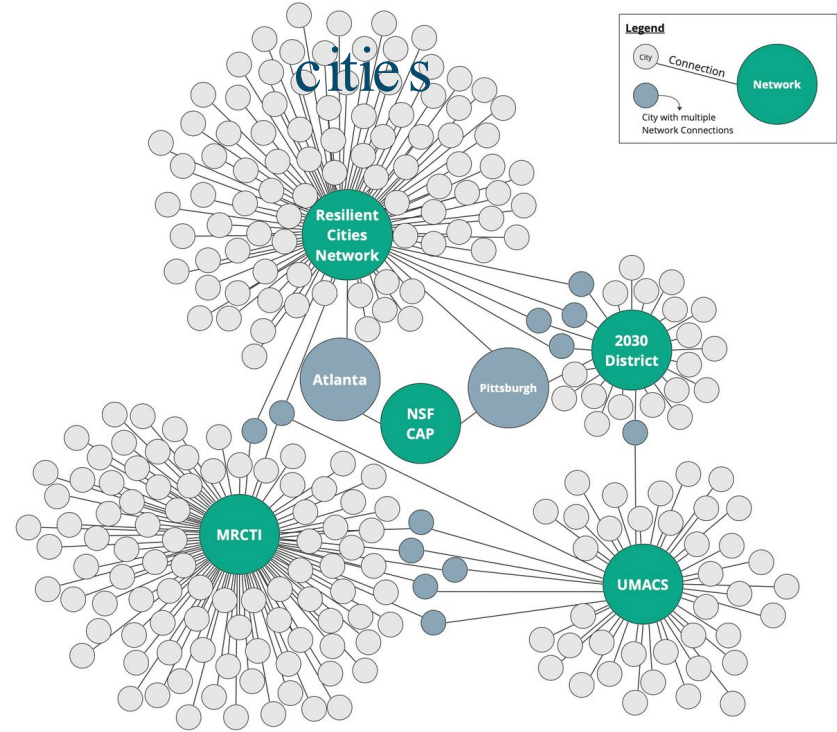 cities
Legend
City
Connection
Network
City with multiple
Network Connections
Resilient
Cities
Network
2030
District
Atlanta
Pittsburgh
NSF
CAP
MRCTI
UMACS